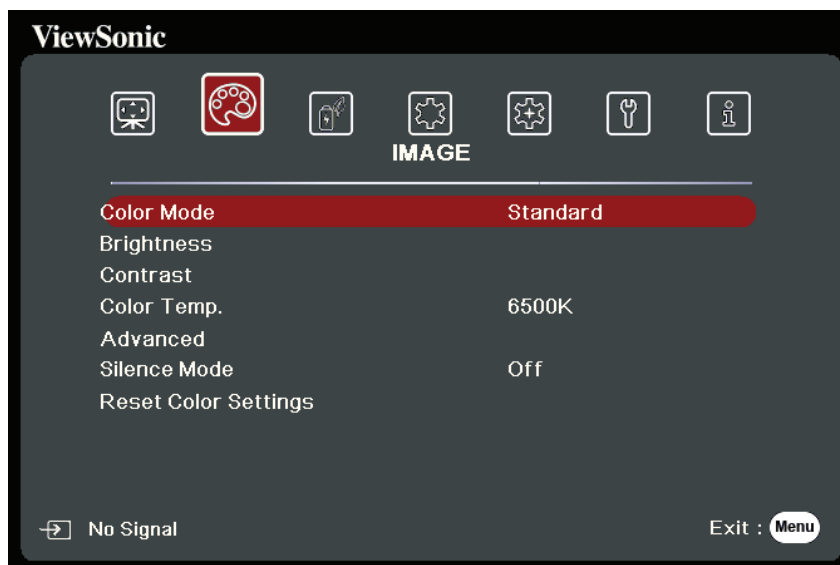 ViewSonic
IMAGE
Color Mode Standard
Brightness
Contrast
Color Temp. 6500K
Advanced
Silence Mode Off
Reset Color Settings
No Signal Exit : Menu